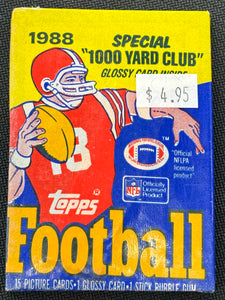 1988
SPECIAL
"1000 YARD CLUB"
GLOSSY CARD INSIDE
$ 4.95
18
"Official
NFLPA
licensed
product"
NFL
Officially
Licensed
Product
topps®
Football
15 PICTURE CARDS • 1 GLOSSY CARD • 1 STICK BUBBLE GUM